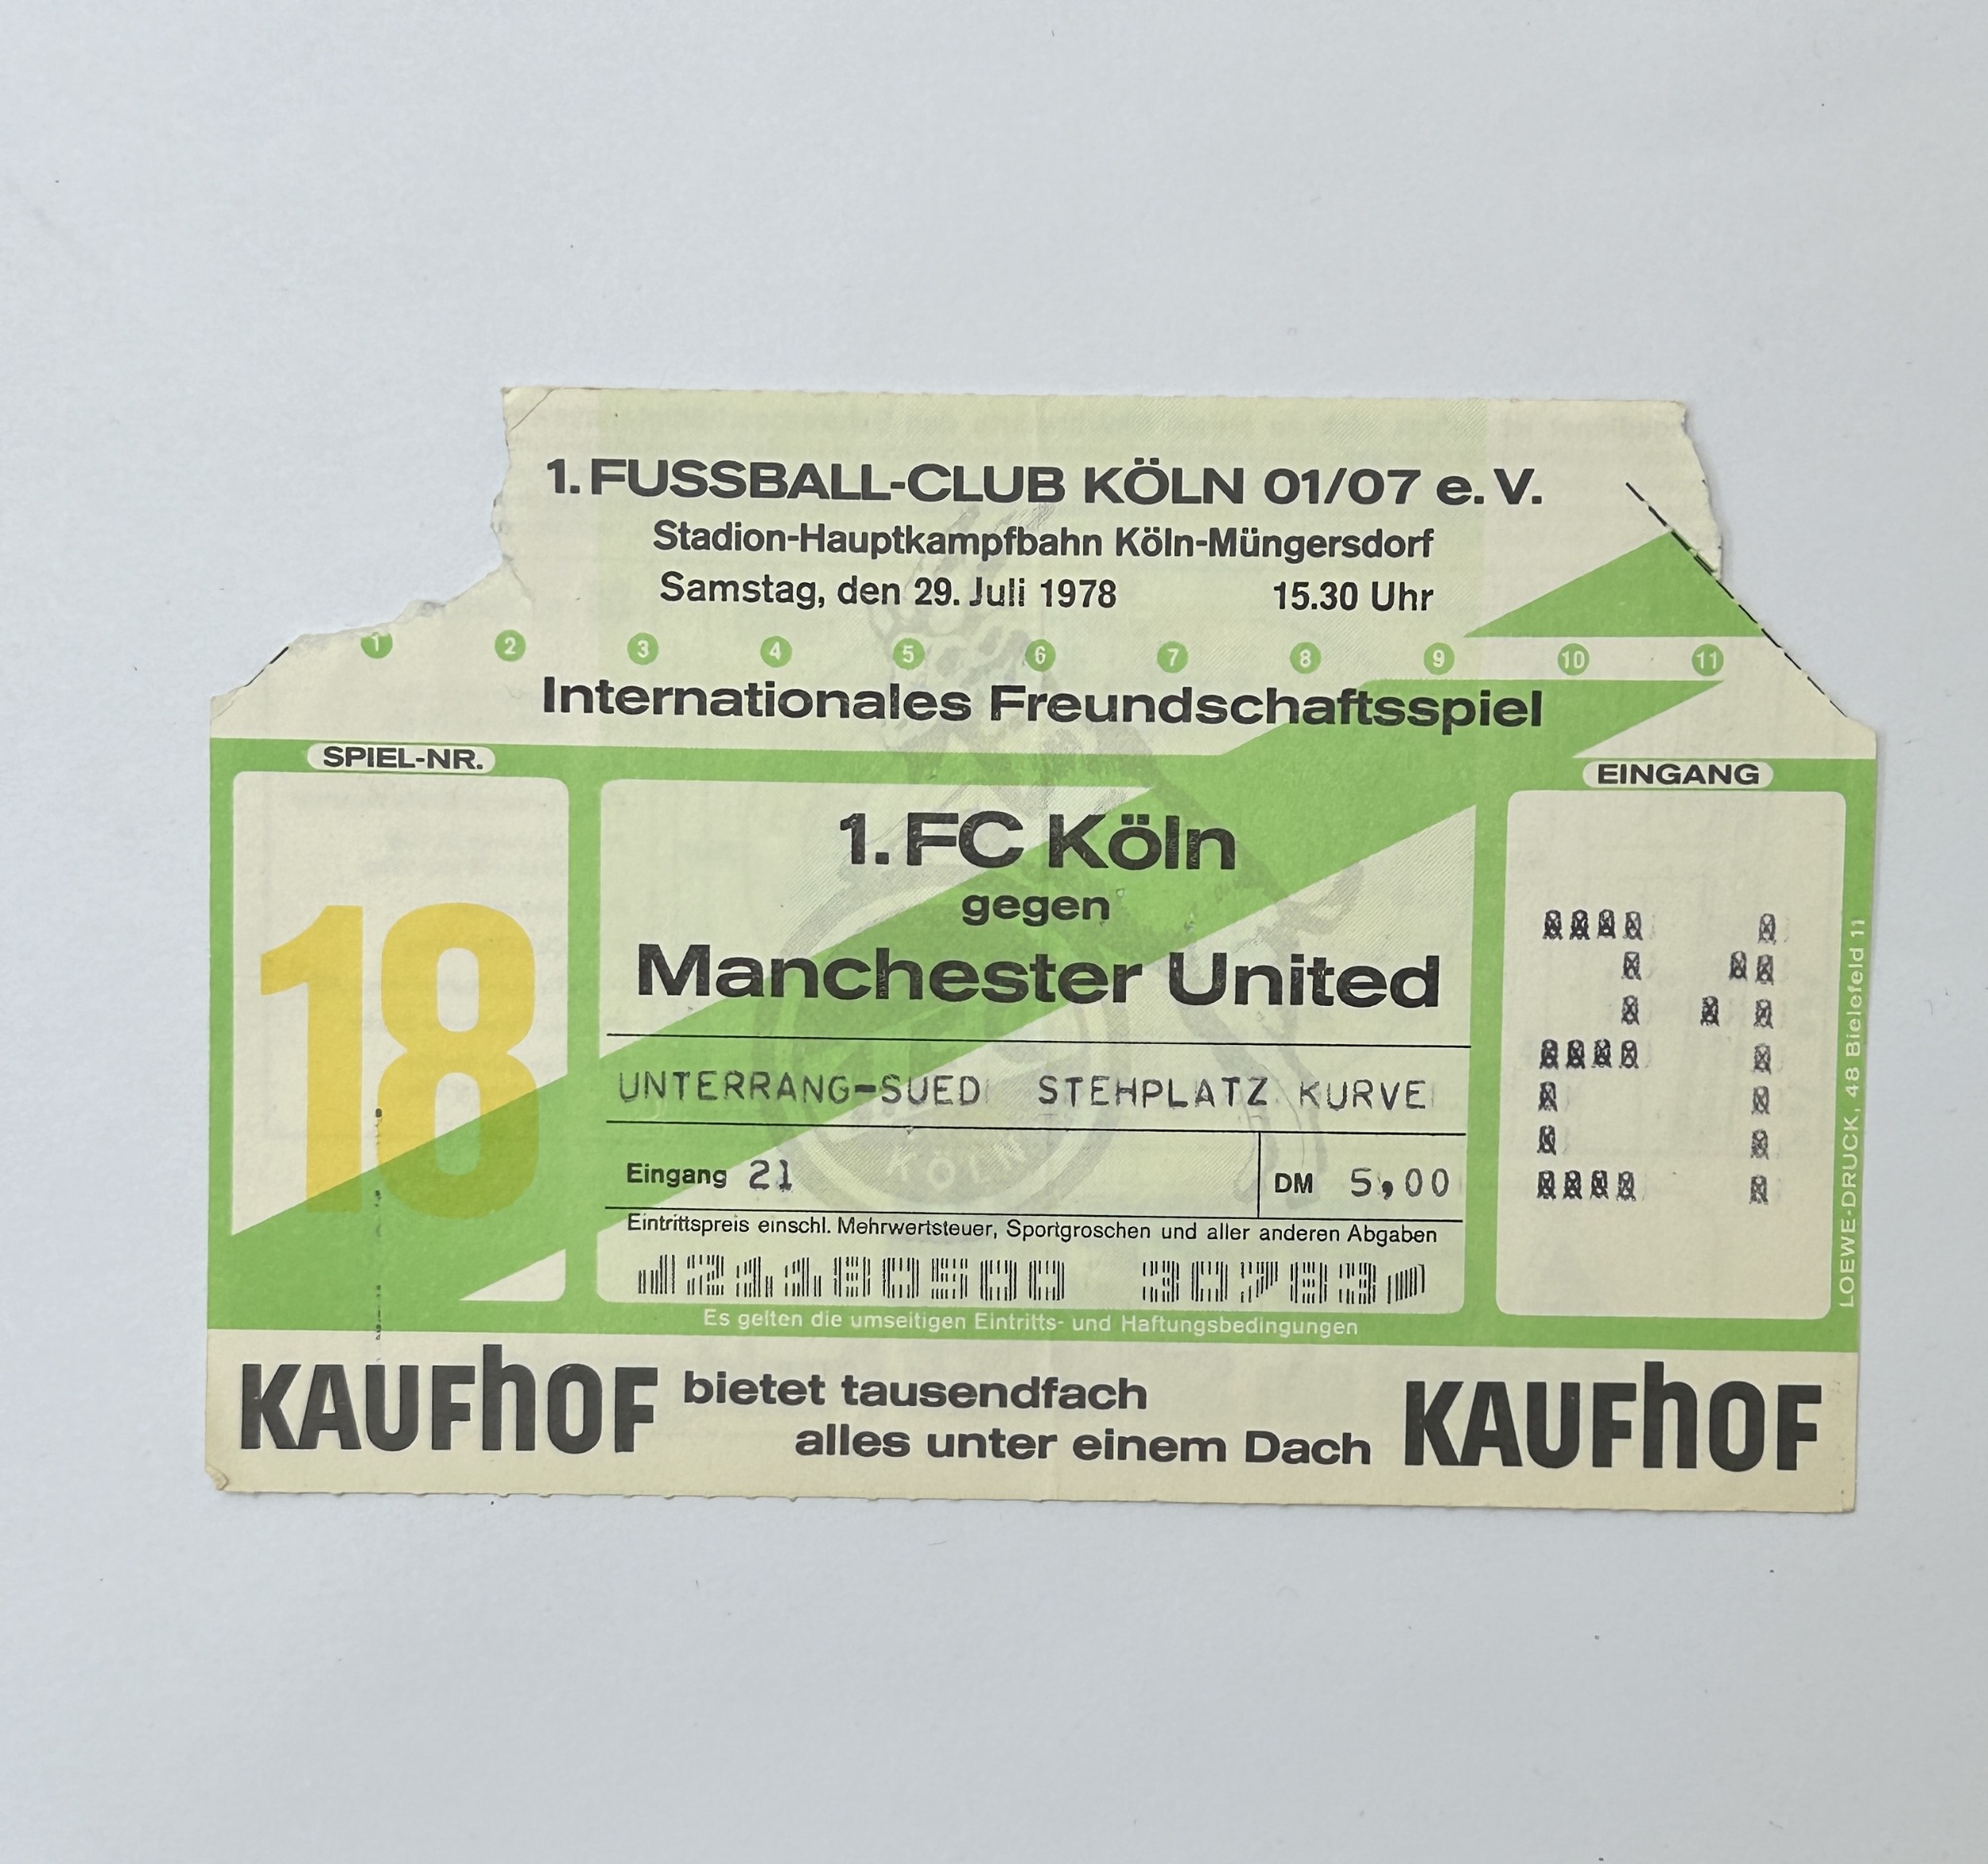 1. FUSSBALL-CLUB KÖLN 01/07 e. V.
Stadion-Hauptkampfbahn Köln-Müngersdorf
Samstag, den 29. Juli 1978 15.30 Uhr
1 2 3 4 5 6 7 8 9 10 11
Internationales Freundschaftsspiel
SPIEL-NR.
18
1. FC Köln
gegen
Manchester United
UNTERRANG-SUED STEHPLATZ KURVE
Eingang 21 DM 5,00
Eintrittspreis einschl. Mehrwertsteuer, Sportgroschen und aller anderen Abgaben
KÖLN
Es gelten die umseitigen Eintritts- und Haftungsbedingungen
EINGANG
21
LOEWE-DRUCK, 48 Bielefeld 11
KAUFhOF bietet tausendfach
alles unter einem Dach KAUFhOF